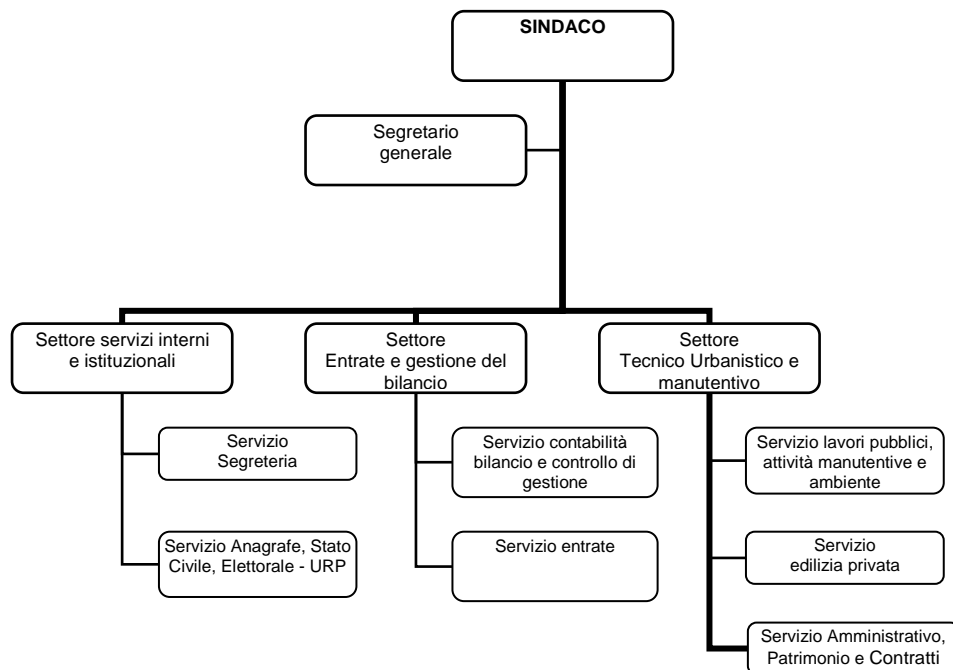 SINDACO
Segretario
generale
Settore servizi interni
e istituzionali
Settore
Entrate e gestione del
bilancio
Settore
Tecnico Urbanistico e
manutentivo
Servizio
Segreteria
Servizio contabilità
bilancio e controllo di
gestione
Servizio lavori pubblici,
attività manutentive e
ambiente
Servizio Anagrafe, Stato
Civile, Elettorale - URP
Servizio entrate
Servizio
edilizia privata
Servizio Amministrativo,
Patrimonio e Contratti